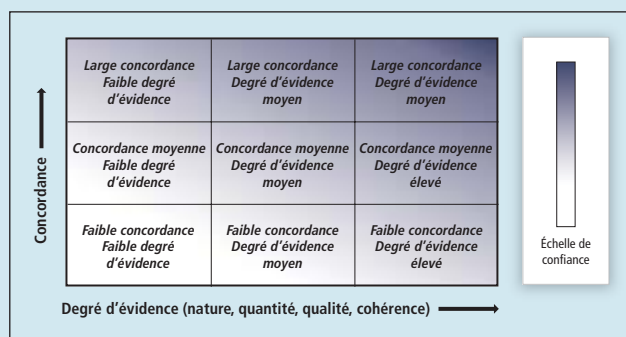 Concordance
Large concordance
Faible degré
d'évidence
Large concordance
Degré d'évidence
moyen
Large concordance
Degré d'évidence
moyen
Concordance moyenne
Faible degré
d'évidence
Concordance moyenne
Degré d'évidence
moyen
Concordance moyenne
Degré d'évidence
élevé
Faible concordance
Faible degré
d'évidence
Faible concordance
Degré d'évidence
moyen
Faible concordance
Degré d'évidence
élevé
Degré d'évidence (nature, quantité, qualité, cohérence)
Échelle de
confiance